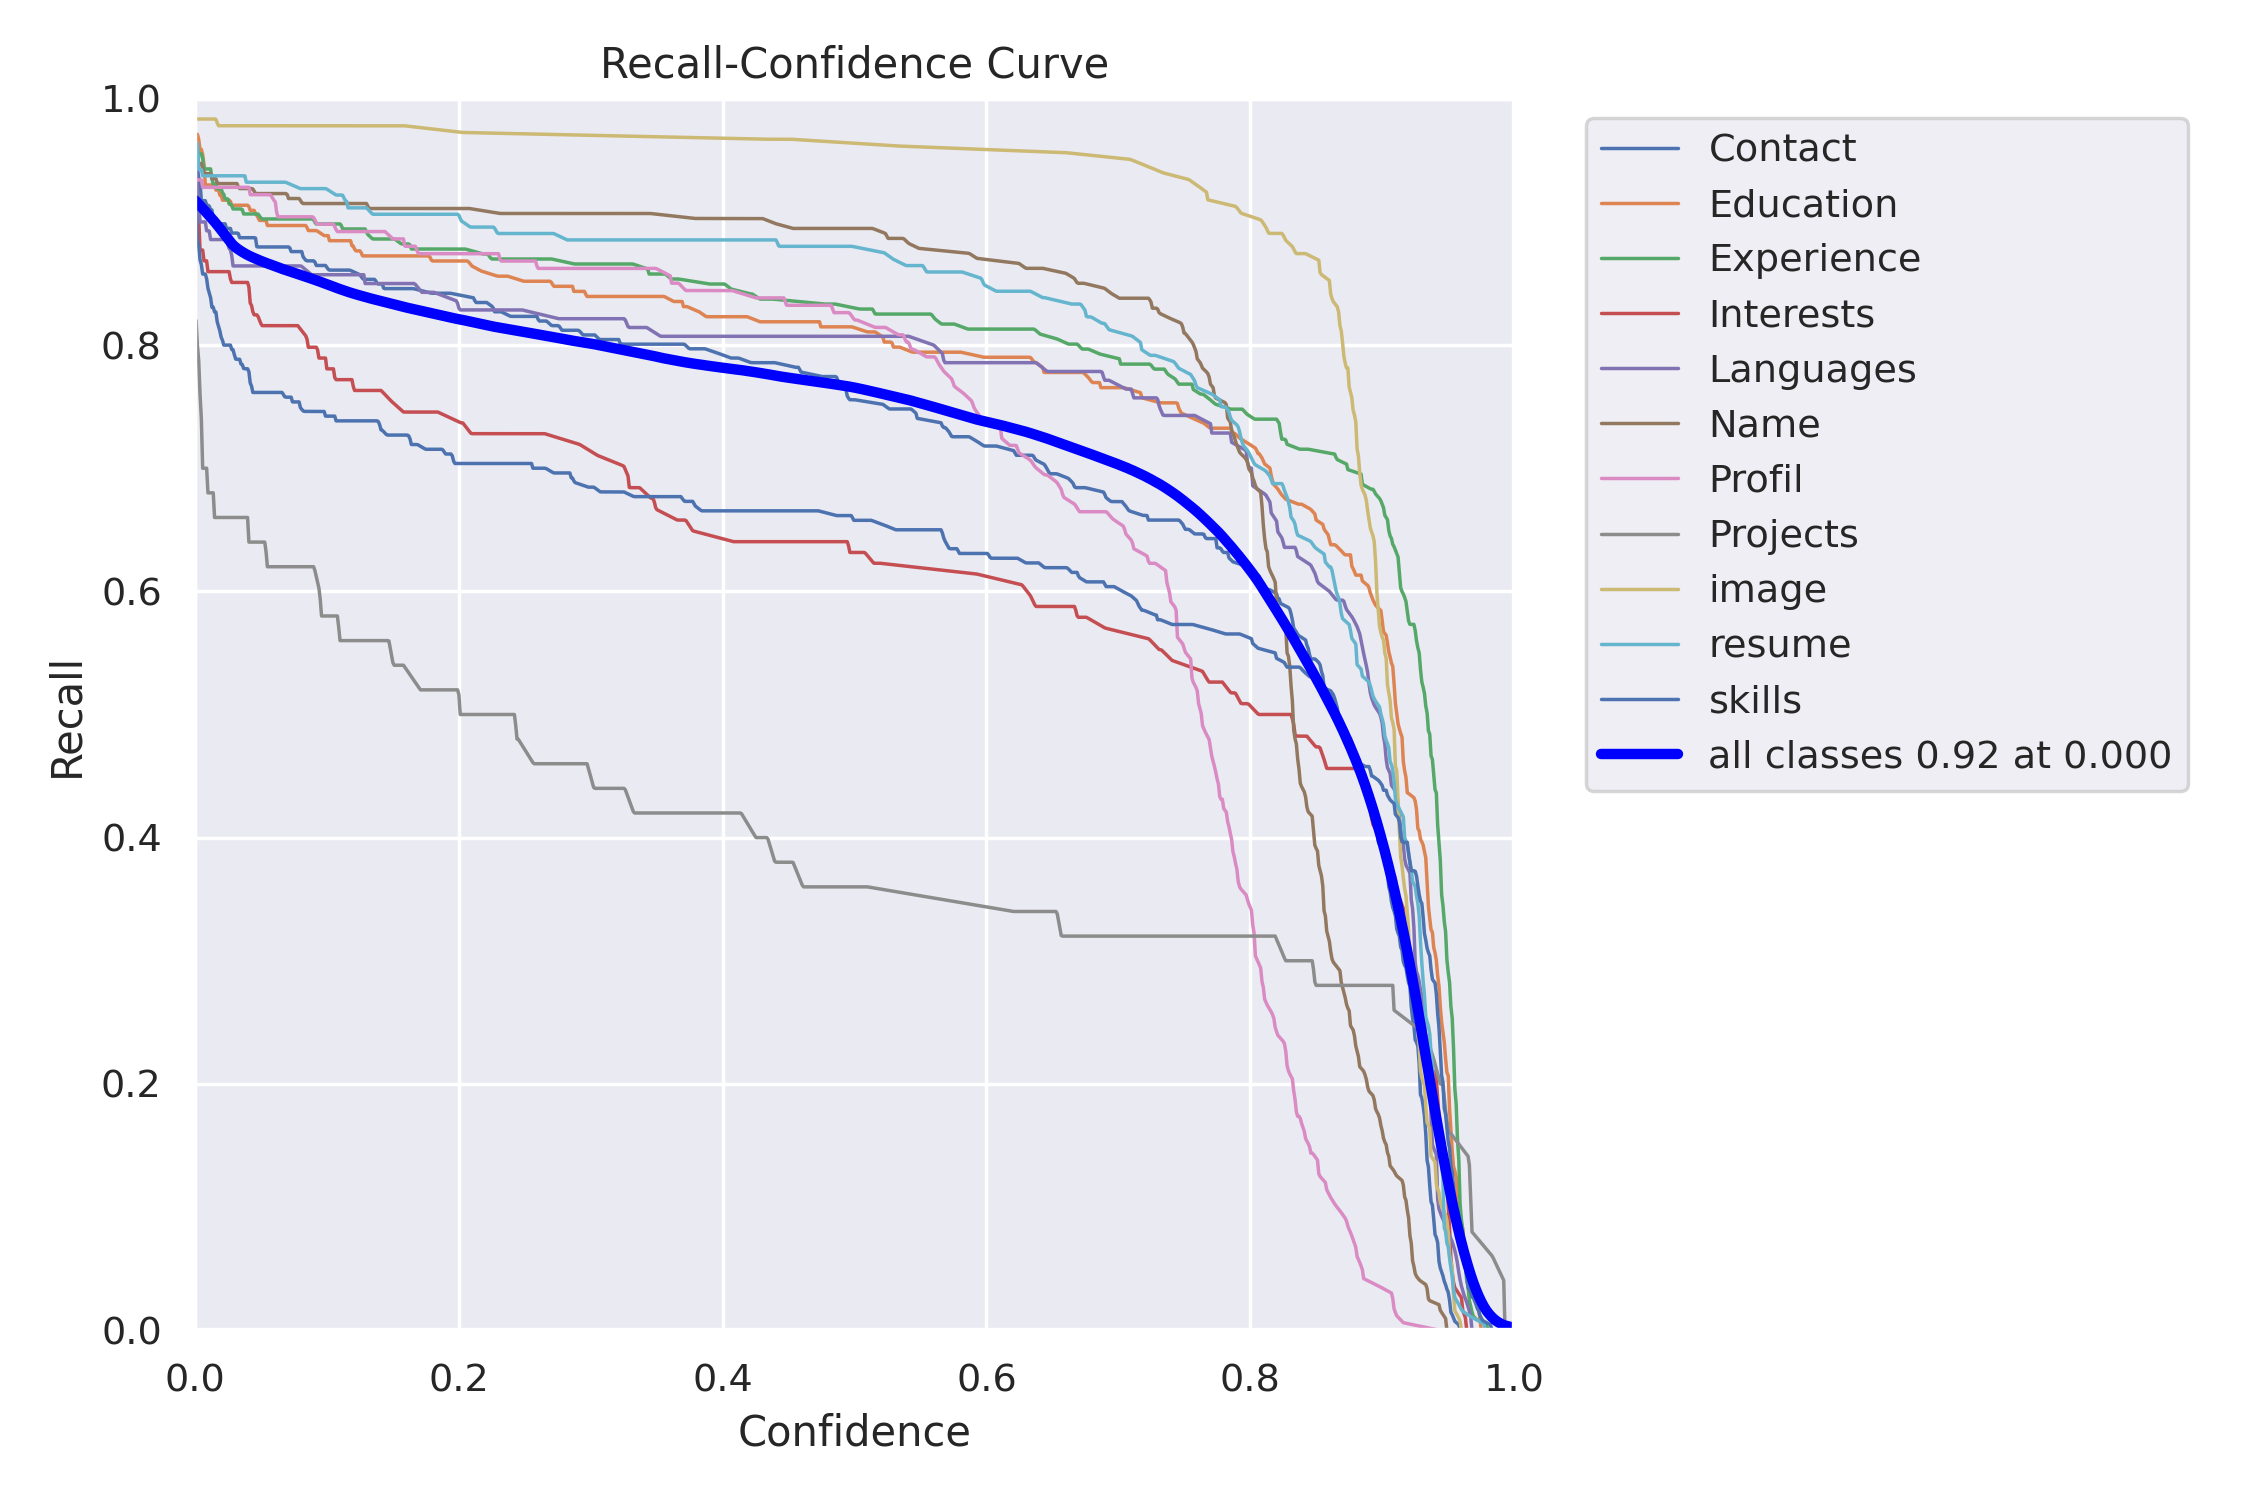 Recall-Confidence Curve
1.0
0.8
0.6
0.4
0.2
0.0
Recall
0.0 0.2 0.4 0.6 0.8 1.0
Confidence
Contact
Education
Experience
Interests
Languages
Name
Profil
Projects
image
resume
skills
all classes 0.92 at 0.000